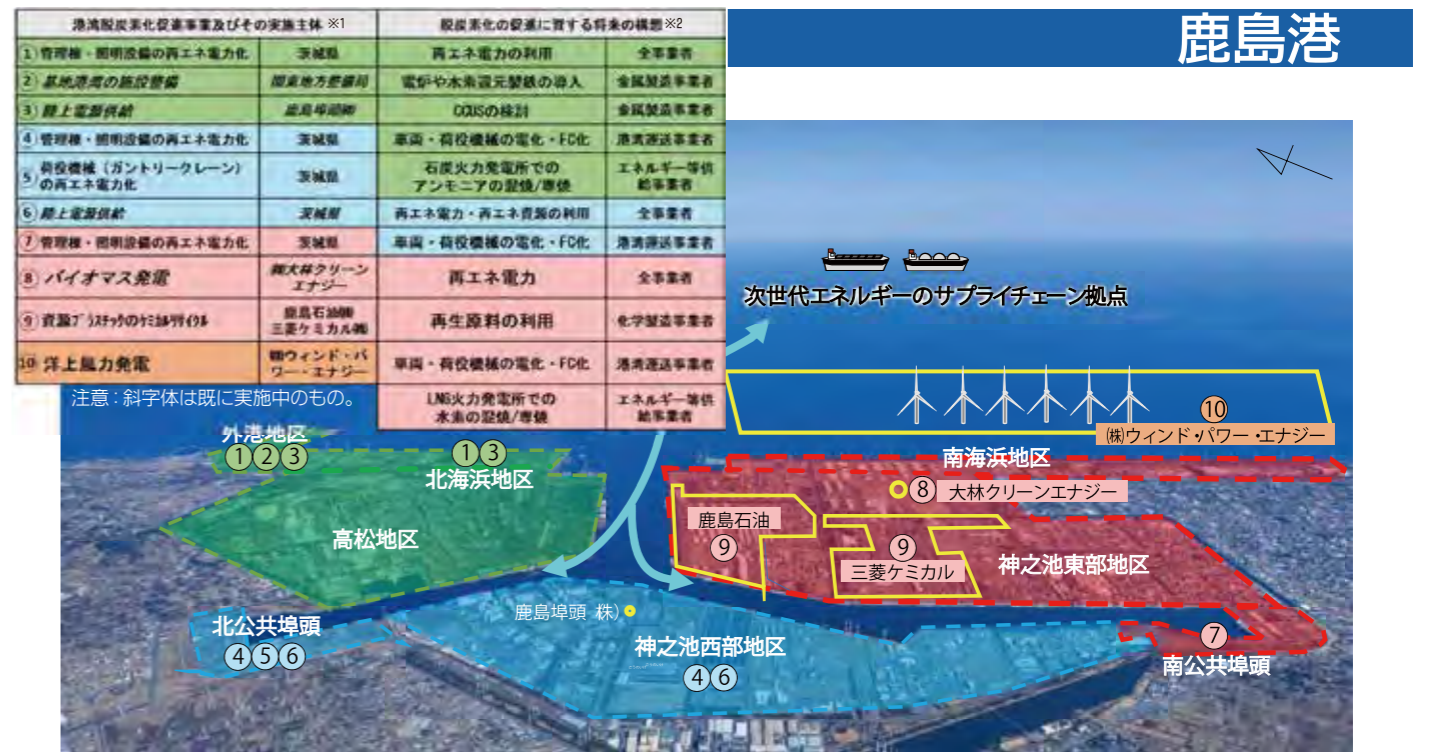 鹿島港
港湾脱炭素化促進事業及びその実施主体 ※1
脱炭素化の促進に資する将来の構想※2
① 管理棟・照明設備の再エネ電力化 茨城県 再エネ電力の利用 全事業者
② 基地港湾の施設整備 関東地方整備局 電炉や水素還元製鉄の導入 金属製造事業者
③ 陸上電源供給 鹿島埠頭㈱ CCUSの検討 金属製造事業者
④ 管理棟・照明設備の再エネ電力化 茨城県 車両・荷役機械の電化・FC化 港湾運送事業者
⑤ 荷役機械（ガントリークレーン）
の再エネ電力化 茨城県
石炭火力発電所での
アンモニアの混焼/専焼
エネルギー等供
給事業者
⑥ 陸上電源供給 茨城県 再エネ電力・再エネ資源の利用 全事業者
⑦ 管理棟・照明設備の再エネ電力化 茨城県 車両・荷役機械の電化・FC化 港湾運送事業者
⑧ バイオマス発電
㈱大林クリーン
エナジー
再エネ電力 全事業者
⑨ 資源プラスチックのケミカルリサイクル
鹿島石油㈱
三菱ケミカル㈱
再生原料の利用 化学製造事業者
10 洋上風力発電
㈱ウィンド・パ
ワー・エナジー
車両・荷役機械の電化・FC化 港湾運送事業者
LNG火力発電所での
水素の混焼/専焼
エネルギー等供
給事業者
注意：斜字体は既に実施中のもの。
次世代エネルギーのサプライチェーン拠点
⑩
㈱ウィンド・パワー・エナジー
外港地区
①②③
①③
北海浜地区
高松地区
南海浜地区
⑧ 大林クリーンエナジー
鹿島石油
⑨
⑨
三菱ケミカル
神之池東部地区
鹿島埠頭 株）
北公共埠頭
④⑤⑥
神之池西部地区
④⑥
⑦
南公共埠頭